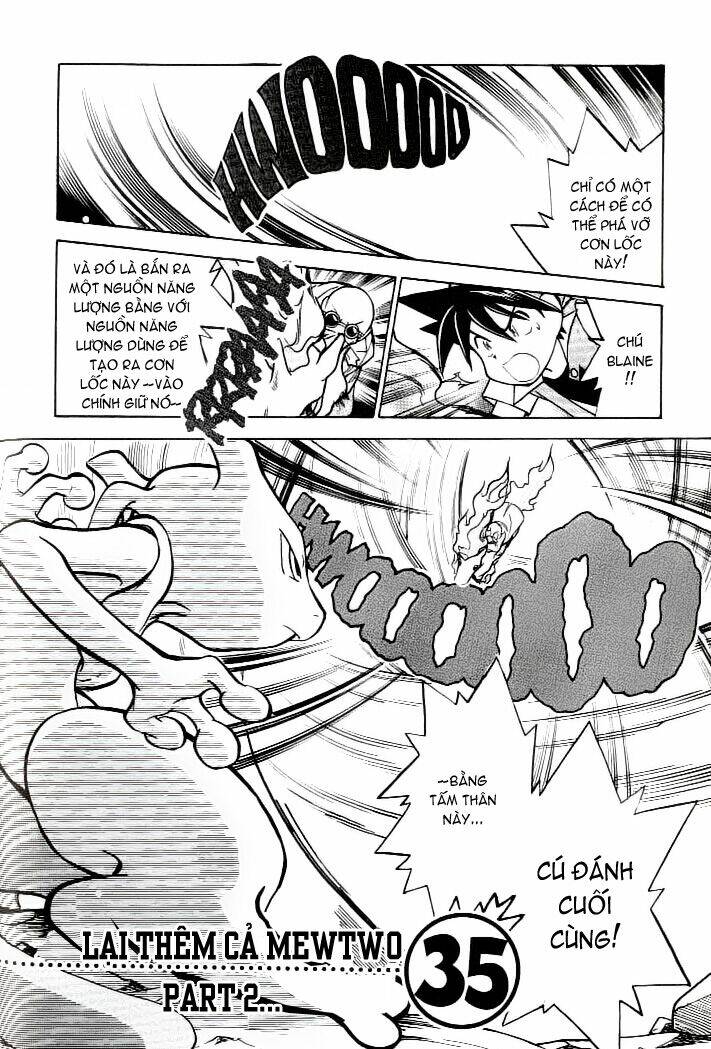 HWOOOOO
CHỈ CÓ MỘT
CÁCH ĐỂ CÓ
THỂ PHÁ VỠ
CƠN LỐC
NÀY!
VÀ ĐÓ LÀ BẮN RA
MỘT NGUỒN NĂNG
LƯỢNG BẰNG VỚI
NGUỒN NĂNG
LƯỢNG DÙNG ĐỂ
TẠO RA CƠN
LỐC NÀY ~VÀO
CHÍNH GIỮ NÓ~
CHÚ
BLAINE
!!
HWOOOOOO
~BẰNG
TẤM THÂN
NÀY...
CÚ ĐÁNH
CUỐI
CÙNG!
LẠI THÊM CẢ MEWTWO
PART 2...
35